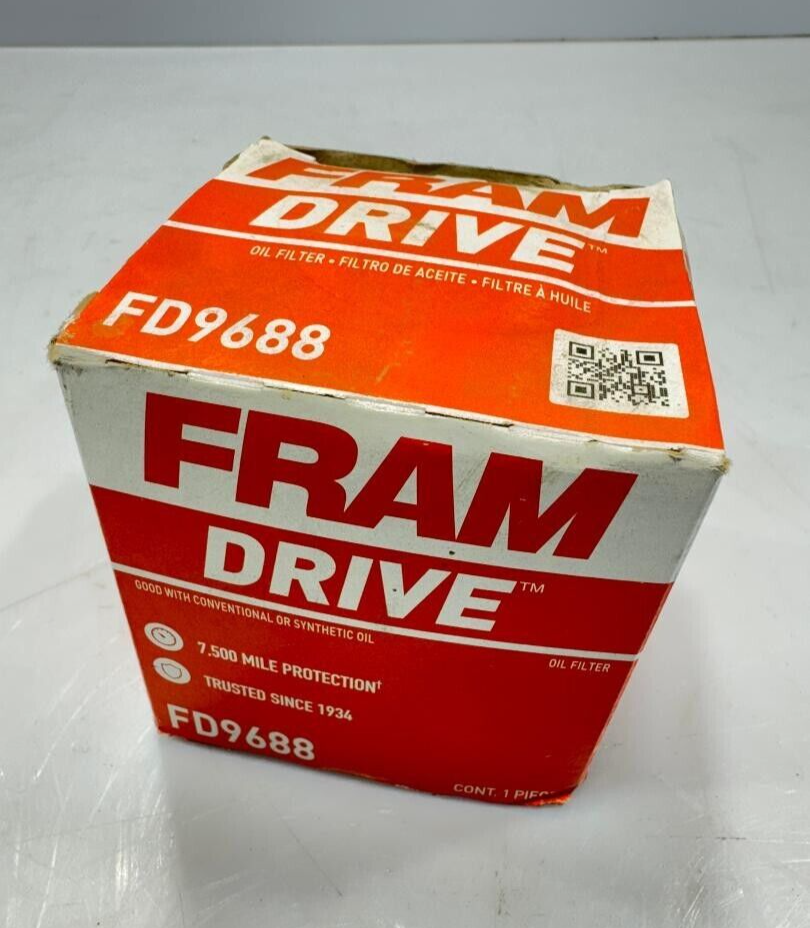 FRAM
DRIVE™
OIL FILTER • FILTRO DE ACEITE • FILTRE À HUILE
FD9688
FRAM
DRIVE™
GOOD WITH CONVENTIONAL OR SYNTHETIC OIL
OIL FILTER
7,500 MILE PROTECTION†
TRUSTED SINCE 1934
FD9688
CONT. 1